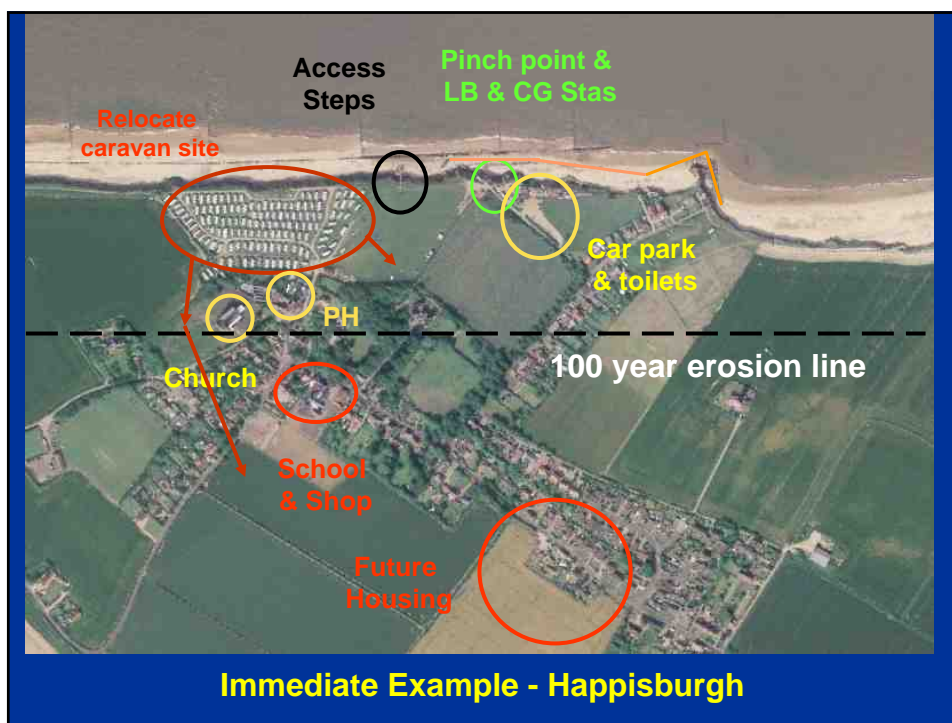 Access
Steps
Pinch point &
LB & CG Stas
Relocate
caravan site
Car park
& toilets
PH
100 year erosion line
Church
School
& Shop
Future
Housing
Immediate Example - Happisburgh